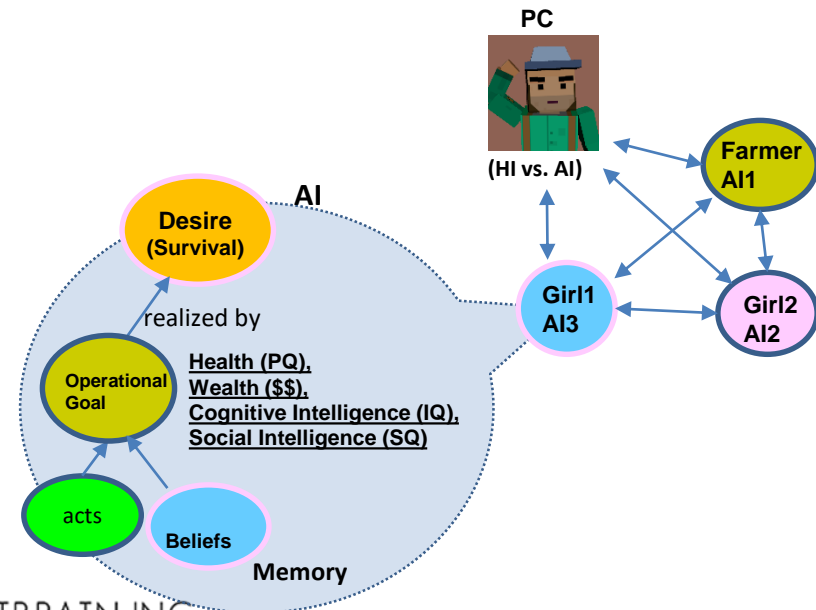 PC
(HI vs. AI)
Farmer
AI1
Girl1
AI3
Girl2
AI2
AI
Desire
(Survival)
realized by
Operational
Goal
Health (PQ),
Wealth ($$),
Cognitive Intelligence (IQ),
Social Intelligence (SQ)
acts
Beliefs
Memory